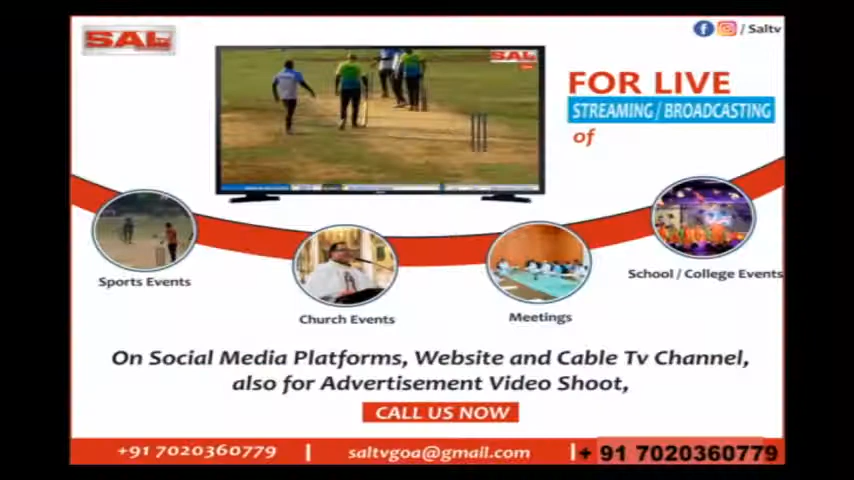 SAL
f / Saltv
SAL
FOR LIVE
STREAMING / BROADCASTING
of
Sports Events
Church Events
Meetings
School / College Events
On Social Media Platforms, Website and Cable Tv Channel,
also for Advertisement Video Shoot,
CALL US NOW
+91 7020360779 | saltvgoa@gmail.com | + 91 7020360779